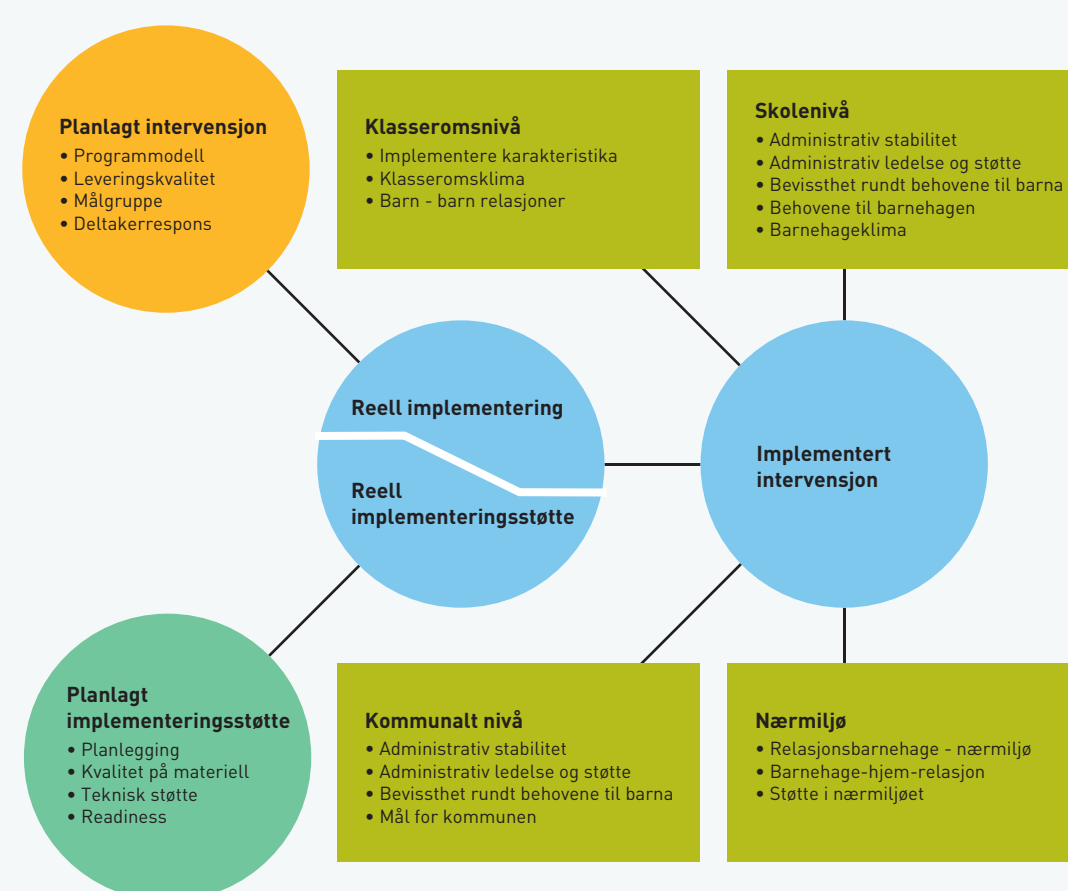 Planlagt intervensjon
• Programmodell
• Leveringskvalitet
• Målgruppe
• Deltakerrespons
Klasseromsnivå
• Implementere karakteristika
• Klasseromsklima
• Barn - barn relasjoner
Skolenivå
• Administrativ stabilitet
• Administrativ ledelse og støtte
• Bevissthet rundt behovene til barna
• Behovene til barnehagen
• Barnehageklima
Reell implementering
Reell
implementeringsstøtte
Implementert
intervensjon
Planlagt
implementeringsstøtte
• Planlegging
• Kvalitet på materiell
• Teknisk støtte
• Readiness
Kommunalt nivå
• Administrativ stabilitet
• Administrativ ledelse og støtte
• Bevissthet rundt behovene til barna
• Mål for kommunen
Nærmiljø
• Relasjonsbarnehage - nærmiljø
• Barnehage-hjem-relasjon
• Støtte i nærmiljøet